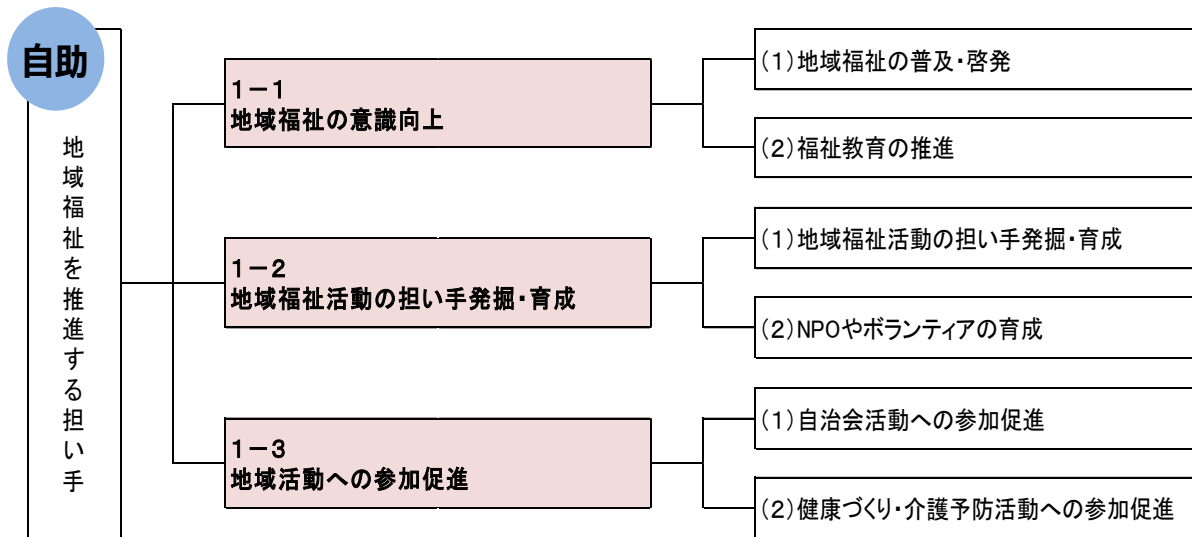 自助
地域福祉を推進する担い手
1－1
地域福祉の意識向上
(1)地域福祉の普及・啓発
(2)福祉教育の推進
1－2
地域福祉活動の担い手発掘・育成
(1)地域福祉活動の担い手発掘・育成
(2)NPOやボランティアの育成
1－3
地域活動への参加促進
(1)自治会活動への参加促進
(2)健康づくり・介護予防活動への参加促進